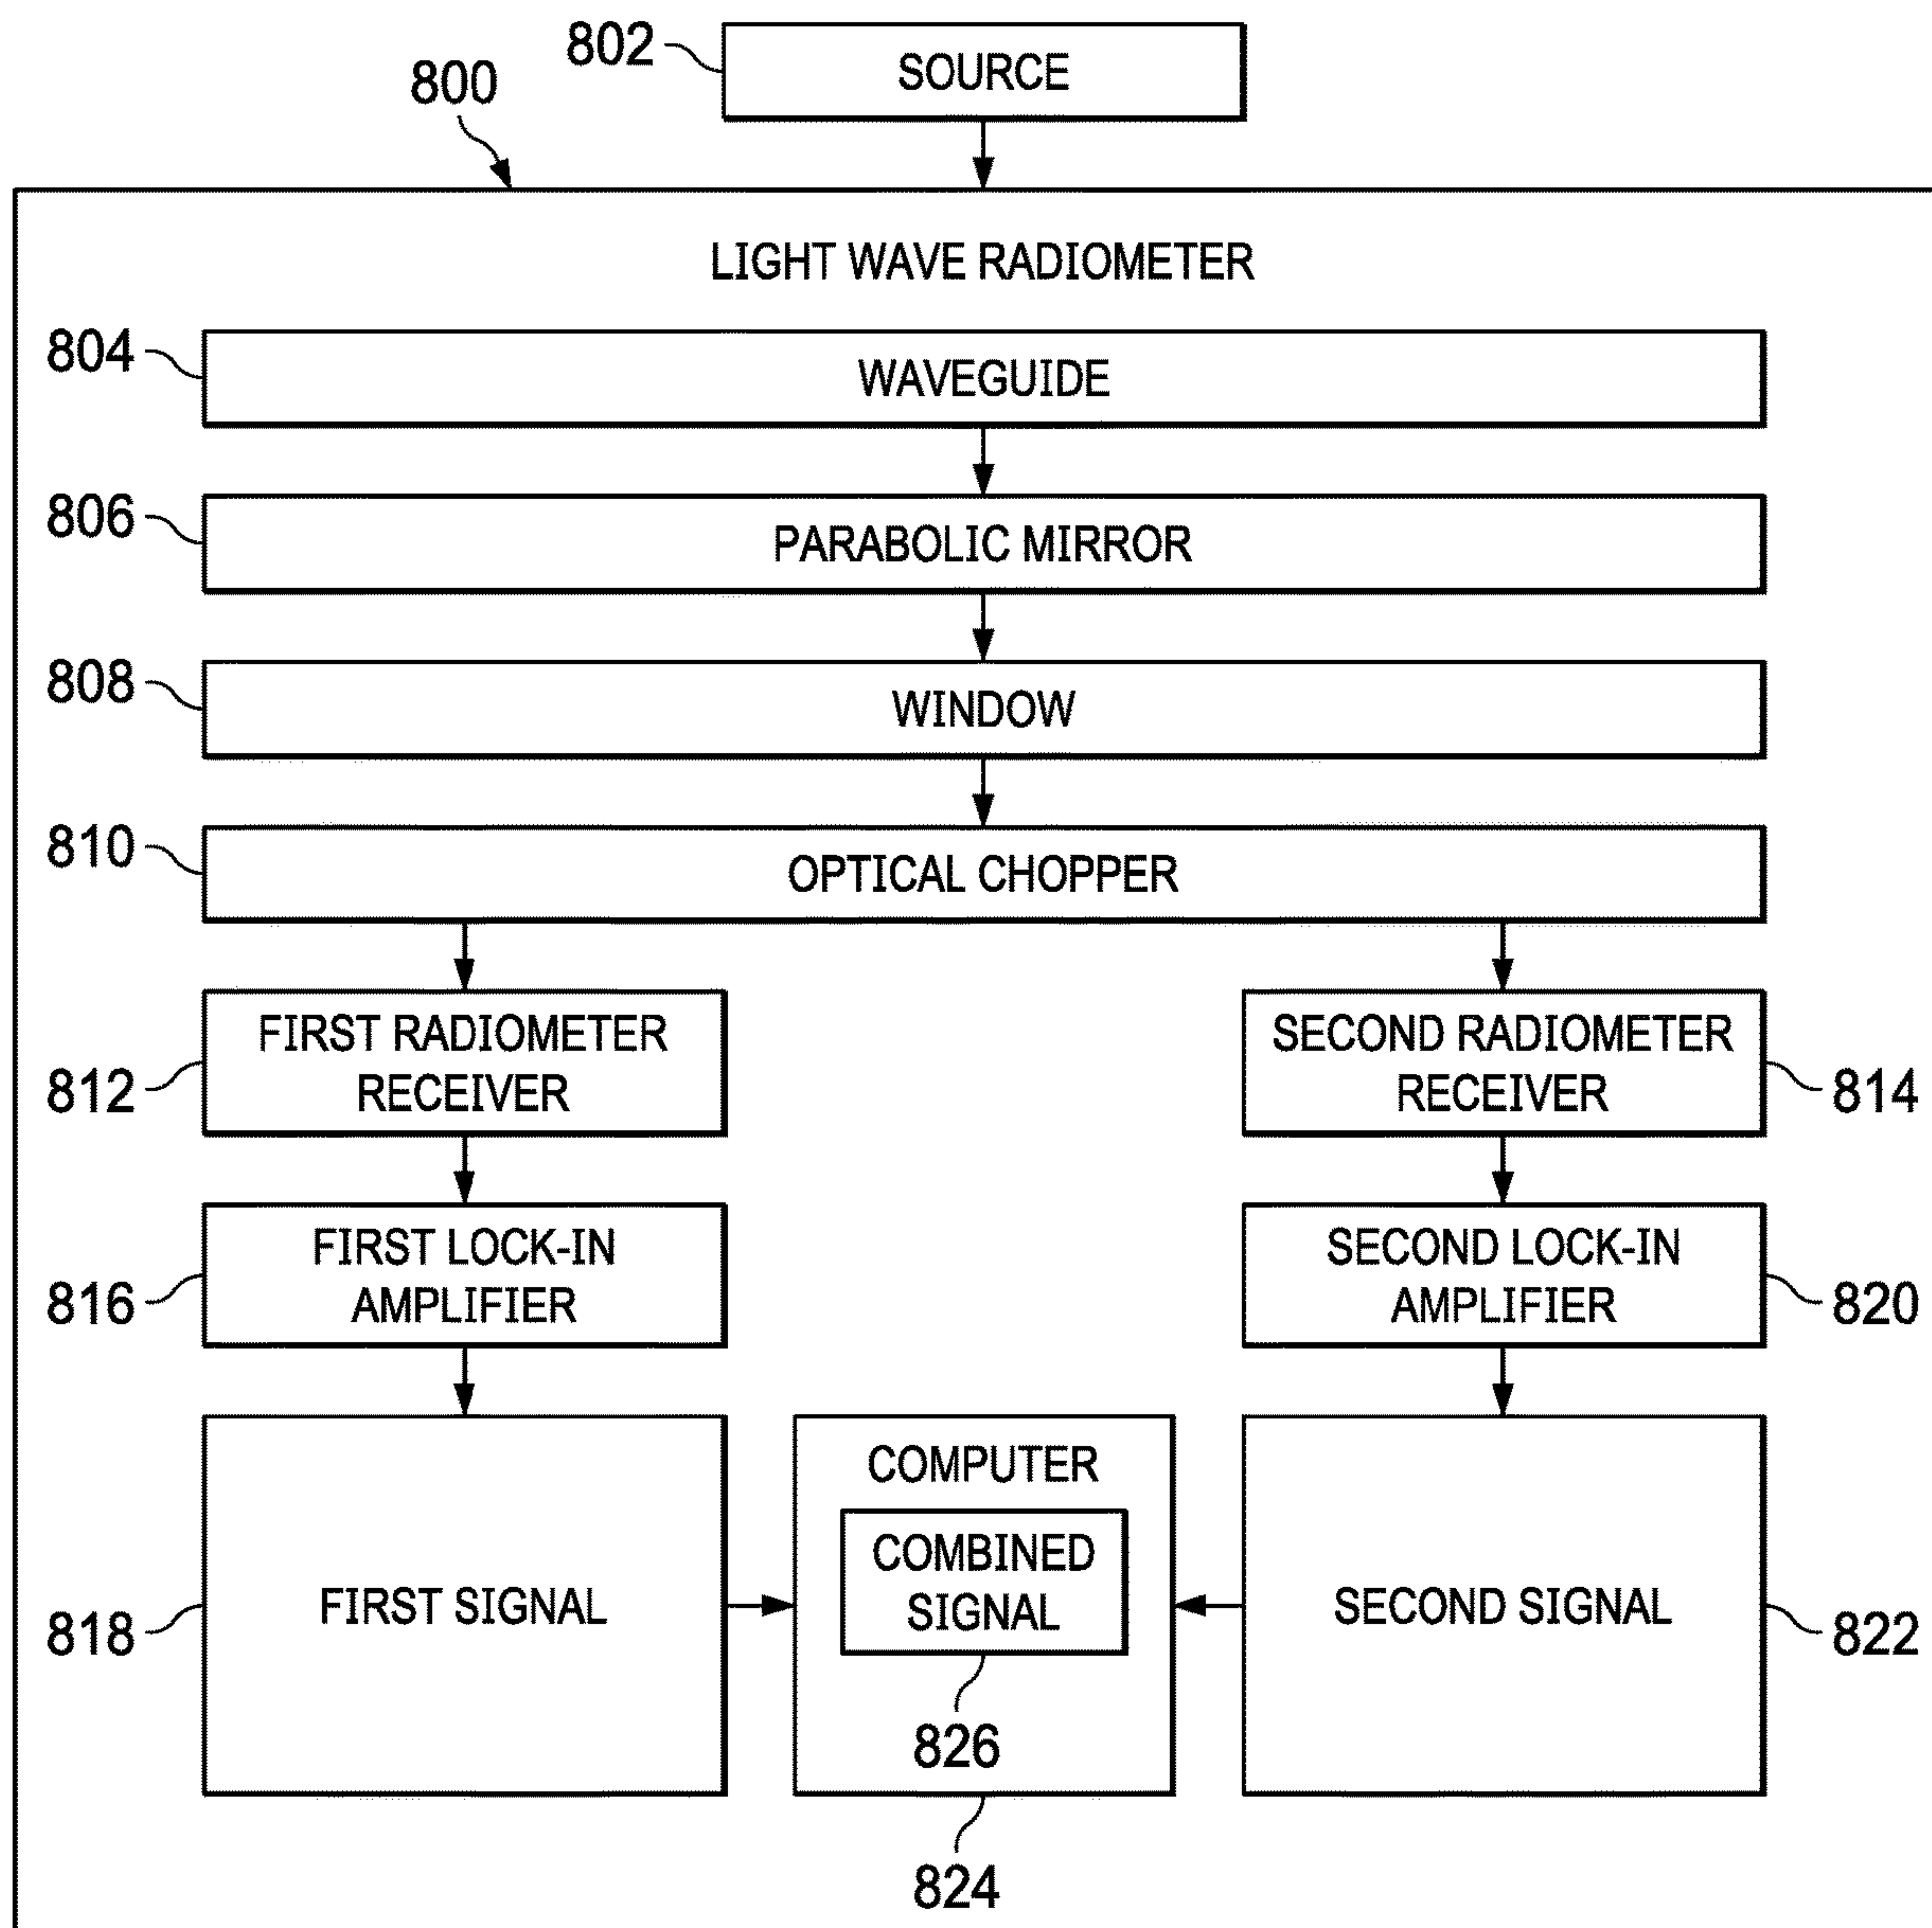 802
SOURCE
800
LIGHT WAVE RADIOMETER
804
WAVEGUIDE
806
PARABOLIC MIRROR
808
WINDOW
810
OPTICAL CHOPPER
FIRST RADIOMETER
RECEIVER
812
SECOND RADIOMETER
RECEIVER
814
FIRST LOCK-IN
AMPLIFIER
816
SECOND LOCK-IN
AMPLIFIER
820
FIRST SIGNAL
818
COMPUTER
COMBINED
SIGNAL
826
824
SECOND SIGNAL
822